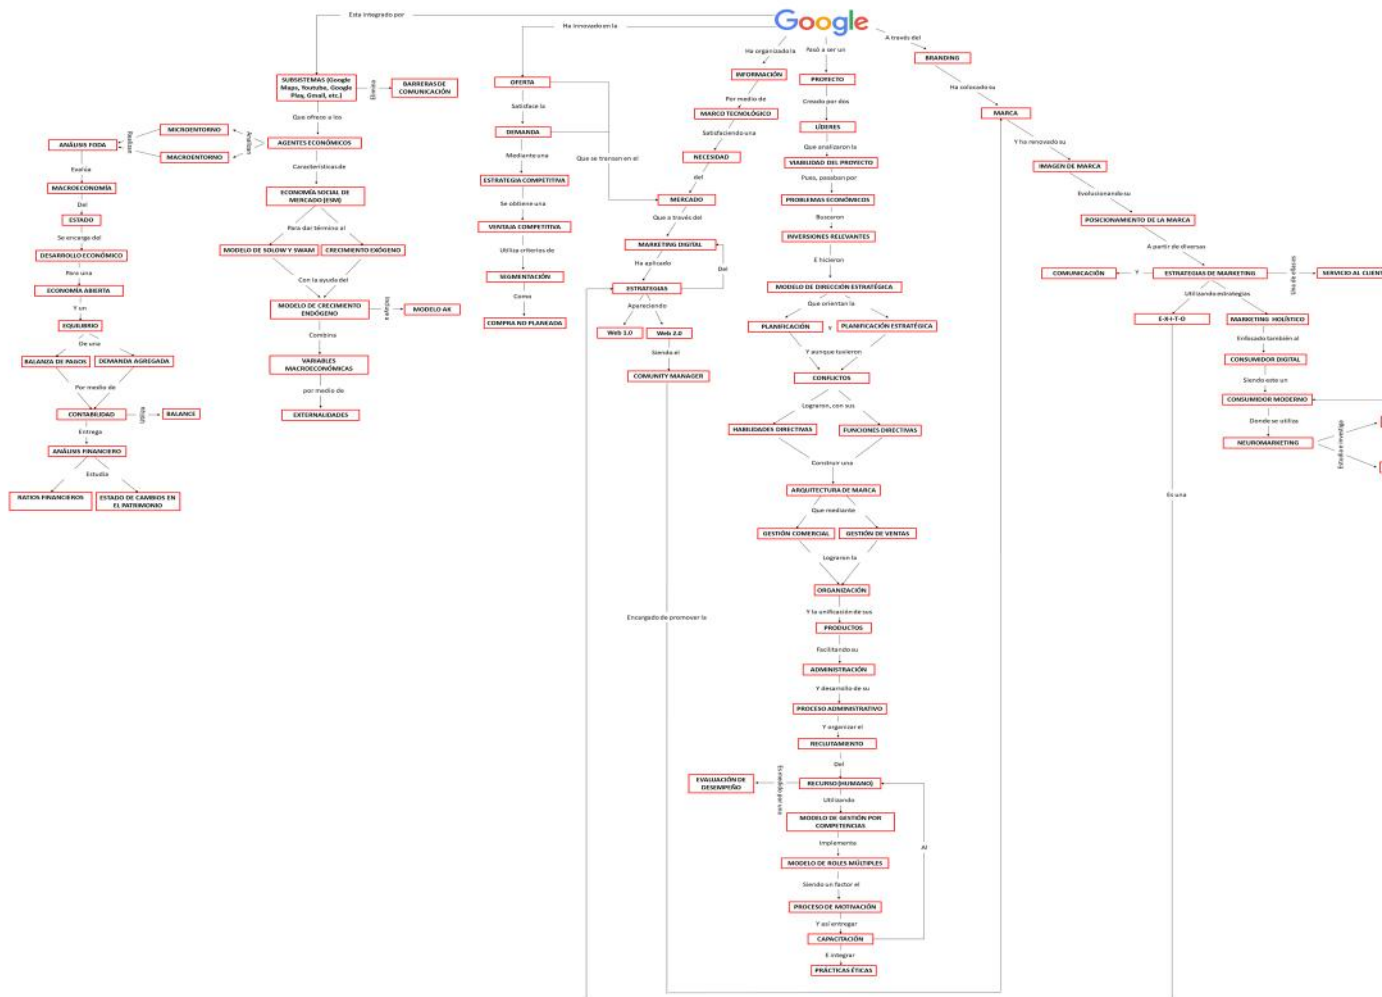 Google
Esta integrado por
Ha innovado en la
Ha organizado la
Pasó a ser un
A través del
SUBSISTEMAS (Google
Maps, Youtube, Google
Play, Gmail, etc.)
Elimina
BARRERAS DE
COMUNICACIÓN
Que ofrece a los
AGENTES ECONÓMICOS
Analizan
MICROENTORNO
MACROENTORNO
Realizan
ANÁLISIS FODA
Evalúa
MACROECONOMÍA
Del
ESTADO
Se encarga del
DESARROLLO ECONÓMICO
Para una
ECONOMÍA ABIERTA
Y un
EQUILIBRIO
De una
BALANZA DE PAGOS
DEMANDA AGREGADA
Por medio de
CONTABILIDAD
Utiliza
BALANCE
Entrega
ANÁLISIS FINANCIERO
Estudia
RATIOS FINANCIEROS
ESTADO DE CAMBIOS EN
EL PATRIMONIO
Características de
ECONOMÍA SOCIAL DE
MERCADO (ESM)
Para dar término al
MODELO DE SOLOW Y SWAM
CRECIMIENTO EXÓGENO
Con la ayuda del
MODELO DE CRECIMIENTO
ENDÓGENO
Incluye a
MODELO AK
Combina
VARIABLES
MACROECONÓMICAS
por medio de
EXTERNALIDADES
OFERTA
Satisface la
DEMANDA
Que se transan en el
Mediante una
ESTRATEGIA COMPETITIVA
Se obtiene una
VENTAJA COMPETITIVA
Utiliza criterios de
SEGMENTACIÓN
Como
COMPRA NO PLANEADA
INFORMACIÓN
Por medio de
MARCO TECNOLÓGICO
Satisfaciendo una
NECESIDAD
del
MERCADO
Que a través del
MARKETING DIGITAL
Ha aplicado
Del
ESTRATEGIAS
Apareciendo
Web 1.0
Web 2.0
Siendo el
COMUNITY MANAGER
Encargado de promover la
PROYECTO
Creado por dos
LÍDERES
Que analizaron la
VIABILIDAD DEL PROYECTO
Pues, pasaban por
PROBLEMAS ECONÓMICOS
Buscaron
INVERSIONES RELEVANTES
E hicieron
MODELO DE DIRECCIÓN ESTRATÉGICA
Que orientan la
PLANIFICACIÓN
Y
PLANIFICACIÓN ESTRATÉGICA
Y aunque tuvieron
CONFLICTOS
Lograron, con sus
HABILIDADES DIRECTIVAS
FUNCIONES DIRECTIVAS
Construir una
ARQUITECTURA DE MARCA
Que mediante
GESTIÓN COMERCIAL
GESTIÓN DE VENTAS
Lograron la
ORGANIZACIÓN
Y la unificación de sus
PRODUCTOS
Facilitando su
ADMINISTRACIÓN
Y desarrollo de su
PROCESO ADMINISTRATIVO
Y organizar el
RECLUTAMIENTO
Del
RECURSO (HUMANO)
Es medido por una
EVALUACIÓN DE
DESEMPEÑO
Utilizando
MODELO DE GESTIÓN POR
COMPETENCIAS
Implementa
MODELO DE ROLES MÚLTIPLES
Siendo un factor el
PROCESO DE MOTIVACIÓN
Y así entregar
CAPACITACIÓN
Al
E integrar
PRÁCTICAS ÉTICAS
BRANDING
Ha colocado su
MARCA
Y ha renovado su
IMAGEN DE MARCA
Evolucionando su
POSICIONAMIENTO DE LA MARCA
A partir de diversas
COMUNICACIÓN
Y
ESTRATEGIAS DE MARKETING
Una de ellas es
SERVICIO AL CLIENT
Utilizando estrategias
E-R-I-T-O
Es una
MARKETING HOLÍSTICO
Enfocado también al
CONSUMIDOR DIGITAL
Siendo este un
CONSUMIDOR MODERNO
Donde se utiliza
NEUROMARKETING
Estudia e investiga